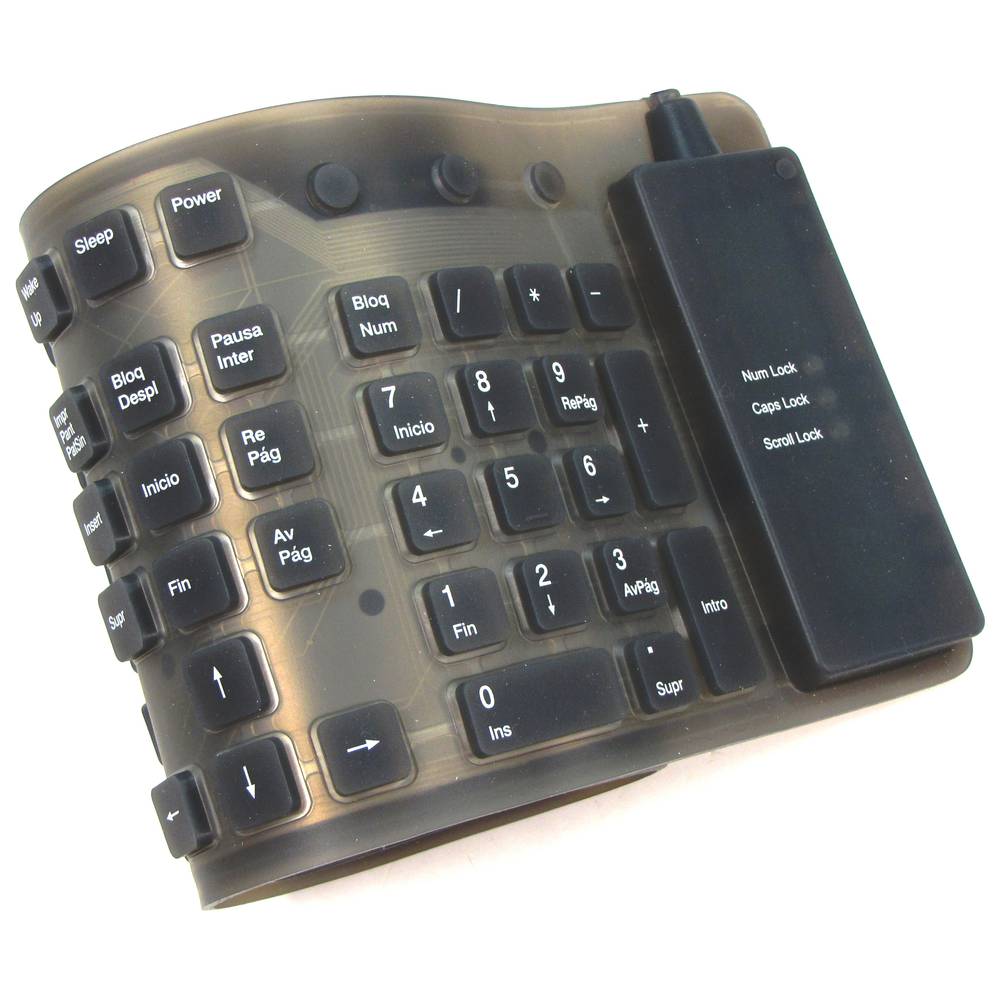 Power
Sleep
Wake
Up
Bloq
Num
/
*
-
Pausa
Inter
Bloq
Despl
Impr
Pant
PetSin
7
Inicio
8
↑
9
RePág
+
Num Lock
Caps Lock
Scroll Lock
Re
Pág
Inicio
Insert
4
←
5
6
→
Av
Pág
Fin
Supr
1
Fin
2
↓
3
AvPág
Intro
↑
0
Ins
.
Supr
→
↓
←